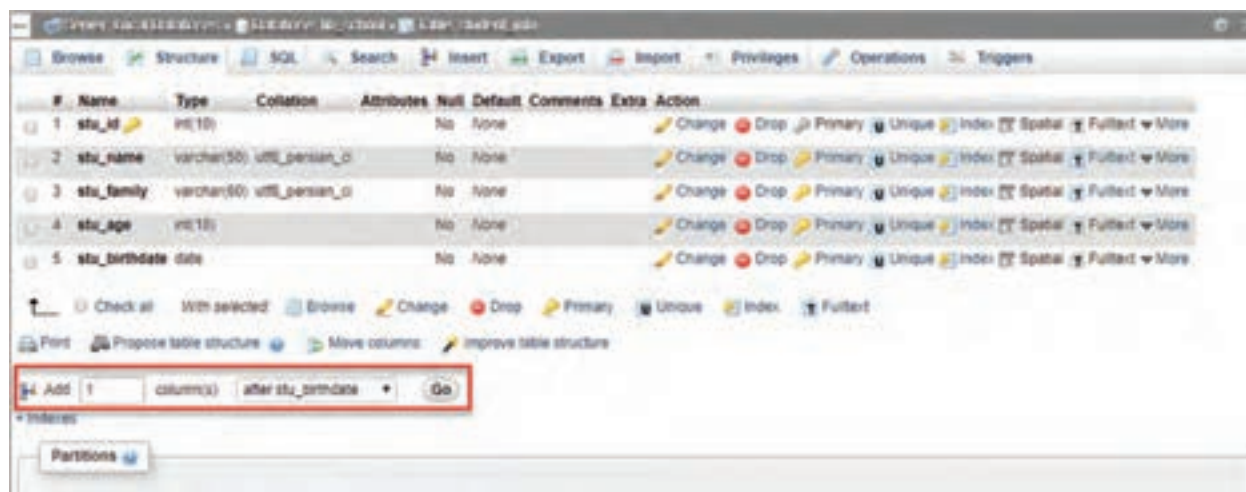 Browse Structure SQL Search Insert Export Import Privileges Operations Triggers
# Name Type Collation Attributes Null Default Comments Extra Action
1 stu_id int(10) No None Change Drop Primary Unique Index Spatial Fulltext More
2 stu_name varchar(50) utf8_persian_ci No None Change Drop Primary Unique Index Spatial Fulltext More
3 stu_family varchar(60) utf8_persian_ci No None Change Drop Primary Unique Index Spatial Fulltext More
4 stu_age int(10) No None Change Drop Primary Unique Index Spatial Fulltext More
5 stu_birthdate date No None Change Drop Primary Unique Index Spatial Fulltext More
Check all With selected: Browse Change Drop Primary Unique Index Fulltext
Print Propose table structure Move columns Improve table structure
Add 1 column(s) after stu_birthdate Go
+ Indexes
Partitions